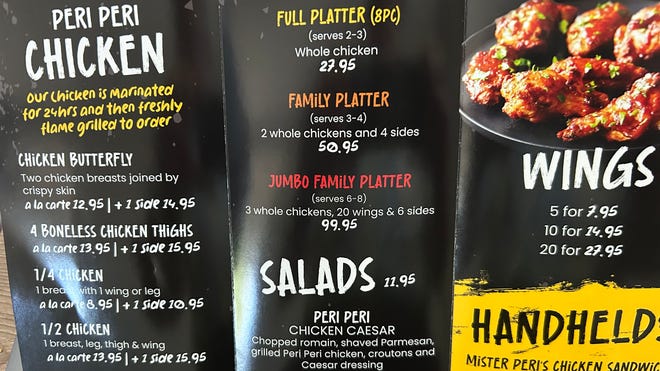 PERI PERI
CHICKEN
Our Chicken is Marinated
for 24hrs and then freshly
flame grilled to order
CHICKEN BUTTERFLY
Two chicken breasts joined by
crispy skin
a la carte 12.95 | + 1 side 14.95
4 BONELESS CHICKEN THIGHS
a la carte 13.95 | + 1 side 15.95
1/4 CHICKEN
1 breast with 1 wing or leg
a la carte 8.95 | + 1 side 10.95
1/2 CHICKEN
1 breast, leg, thigh & wing
a la carte 13.95 | + 1 side 15.95
FULL PLATTER (8PC)
(serves 2-3)
Whole chicken
27.95
FAMILY PLATTER
(serves 3-4)
2 whole chickens and 4 sides
50.95
JUMBO FAMILY PLATTER
(serves 6-8)
3 whole chickens, 20 wings & 6 sides
99.95
SALADS 11.95
PERI PERI
CHICKEN CAESAR
Chopped romain, shaved Parmesan,
grilled Peri Peri chicken, croutons and
Caesar dressing
WINGS
5 for 7.95
10 for 14.95
20 for 27.95
HANDHELDS
MISTER PERI'S CHICKEN SANDWIC